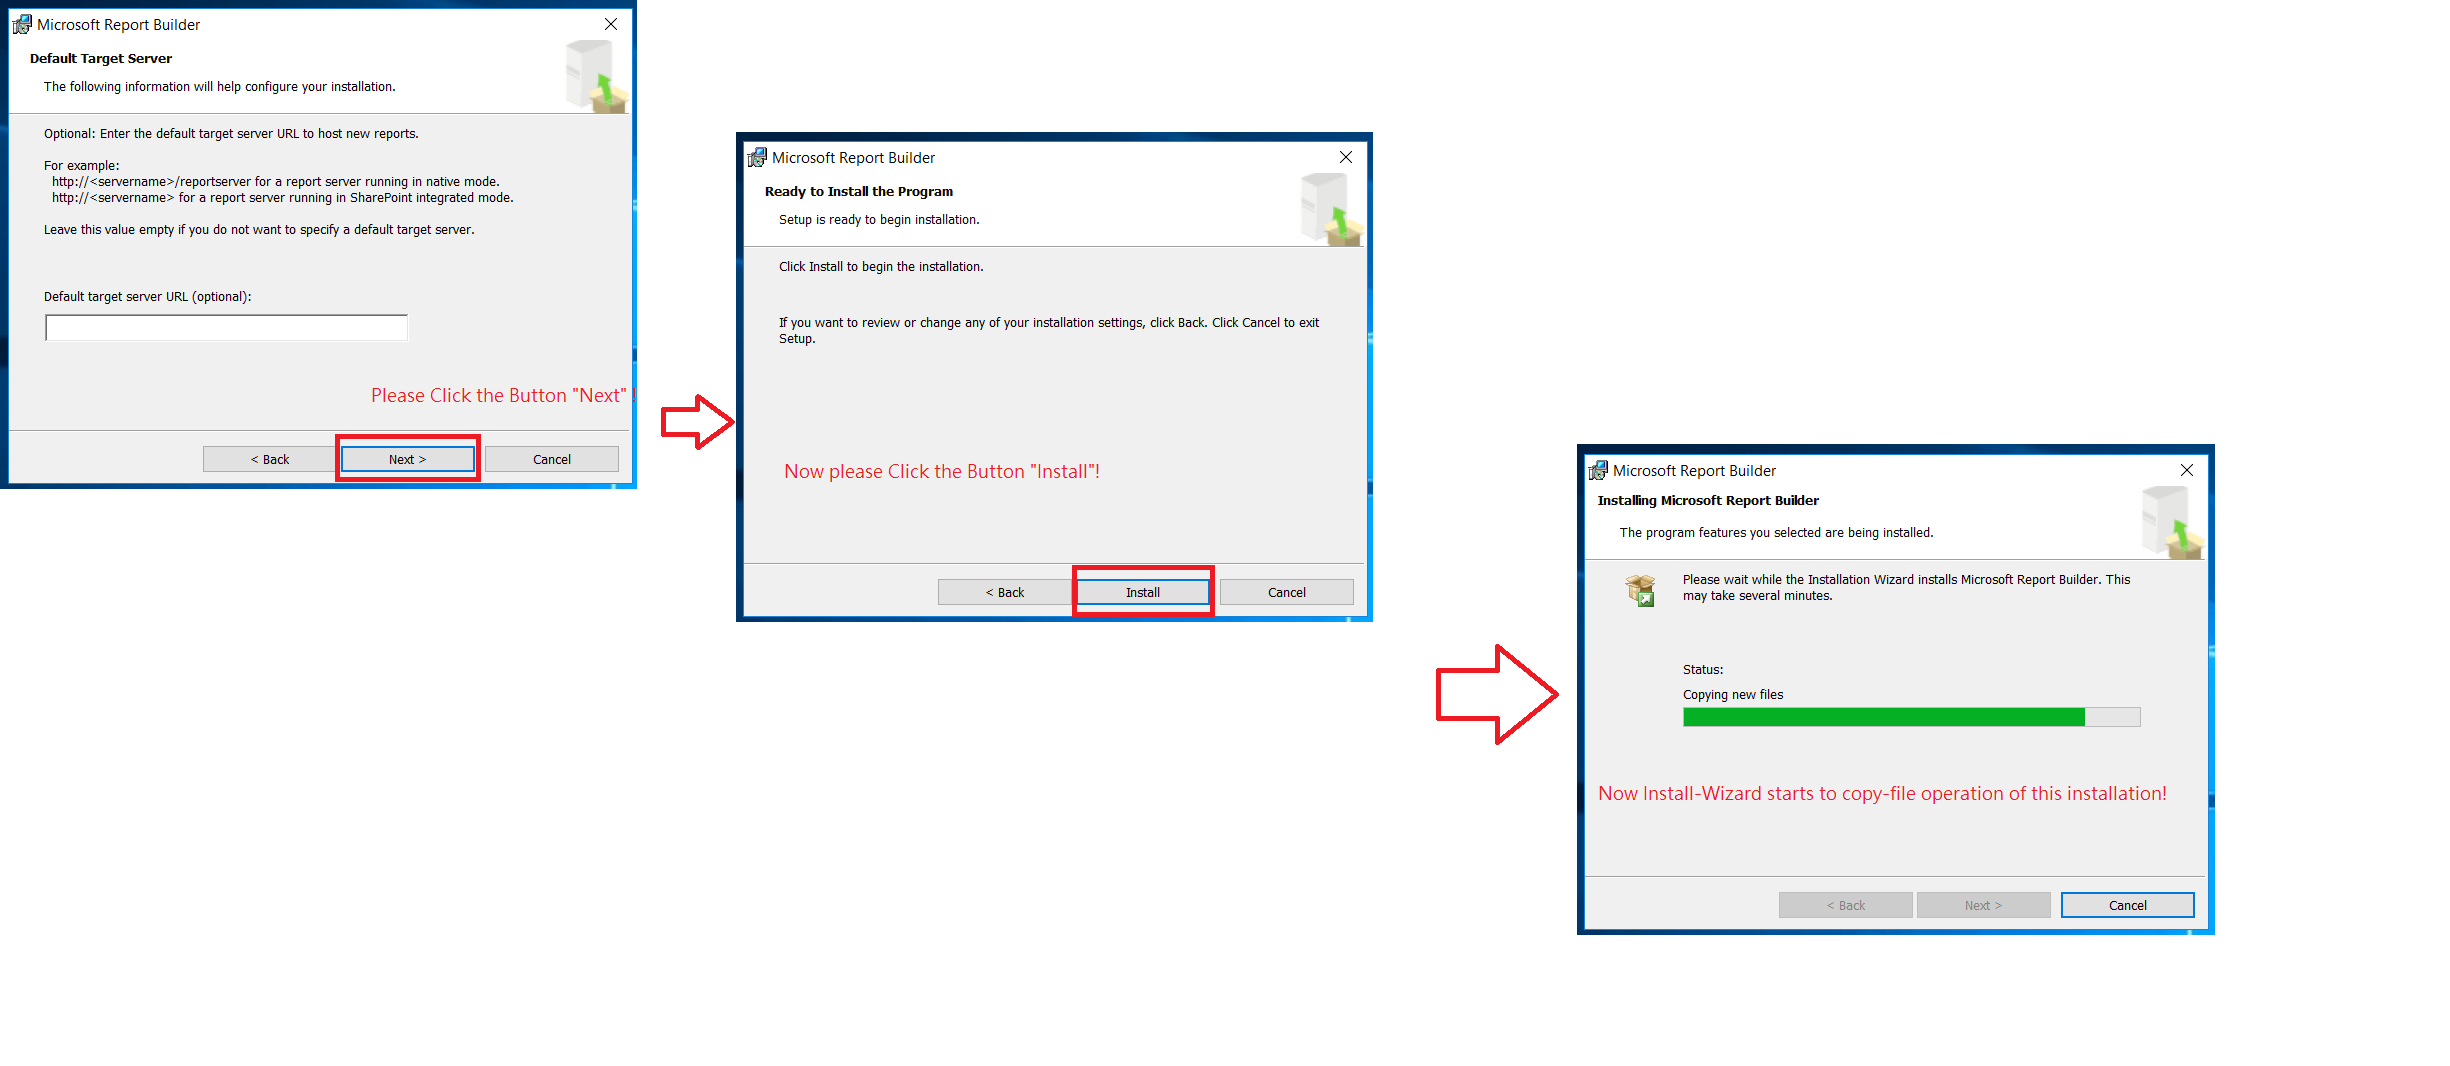 Microsoft Report Builder
Default Target Server
The following information will help configure your installation.
Optional: Enter the default target server URL to host new reports.
For example:
http://<servername>/reportserver for a report server running in native mode.
http://<servername> for a report server running in SharePoint integrated mode.
Leave this value empty if you do not want to specify a default target server.
Default target server URL (optional):
Please Click the Button "Next" !
< Back
Next >
Cancel
Microsoft Report Builder
Ready to Install the Program
Setup is ready to begin installation.
Click Install to begin the installation.
If you want to review or change any of your installation settings, click Back. Click Cancel to exit
Setup.
Now please Click the Button "Install"!
< Back
Install
Cancel
Microsoft Report Builder
Installing Microsoft Report Builder
The program features you selected are being installed.
Please wait while the Installation Wizard installs Microsoft Report Builder. This
may take several minutes.
Status:
Copying new files
Now Install-Wizard starts to copy-file operation of this installation!
< Back
Next >
Cancel